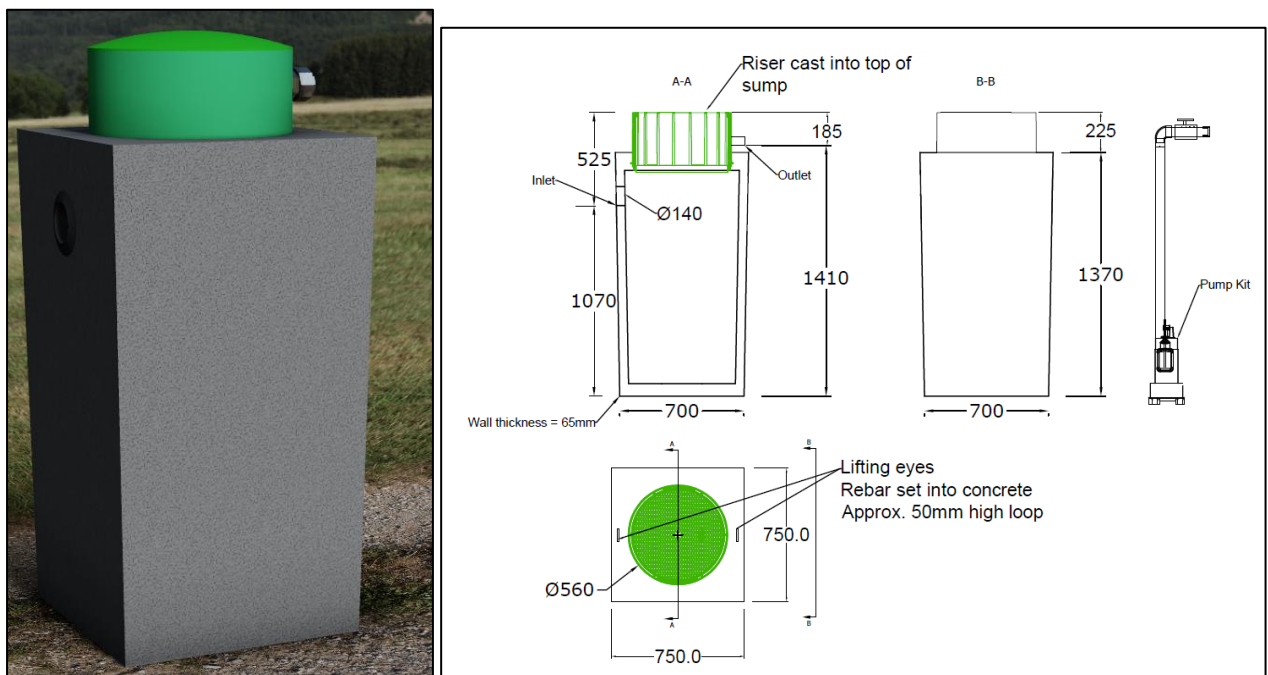 Riser cast into top of
sump
A-A
B-B
185
225
525
Outlet
Inlet
Ø140
1410
1370
1070
Pump Kit
700
700
Wall thickness = 65mm
A
B
Lifting eyes
Rebar set into concrete
Approx. 50mm high loop
750.0
Ø560
A
B
750.0